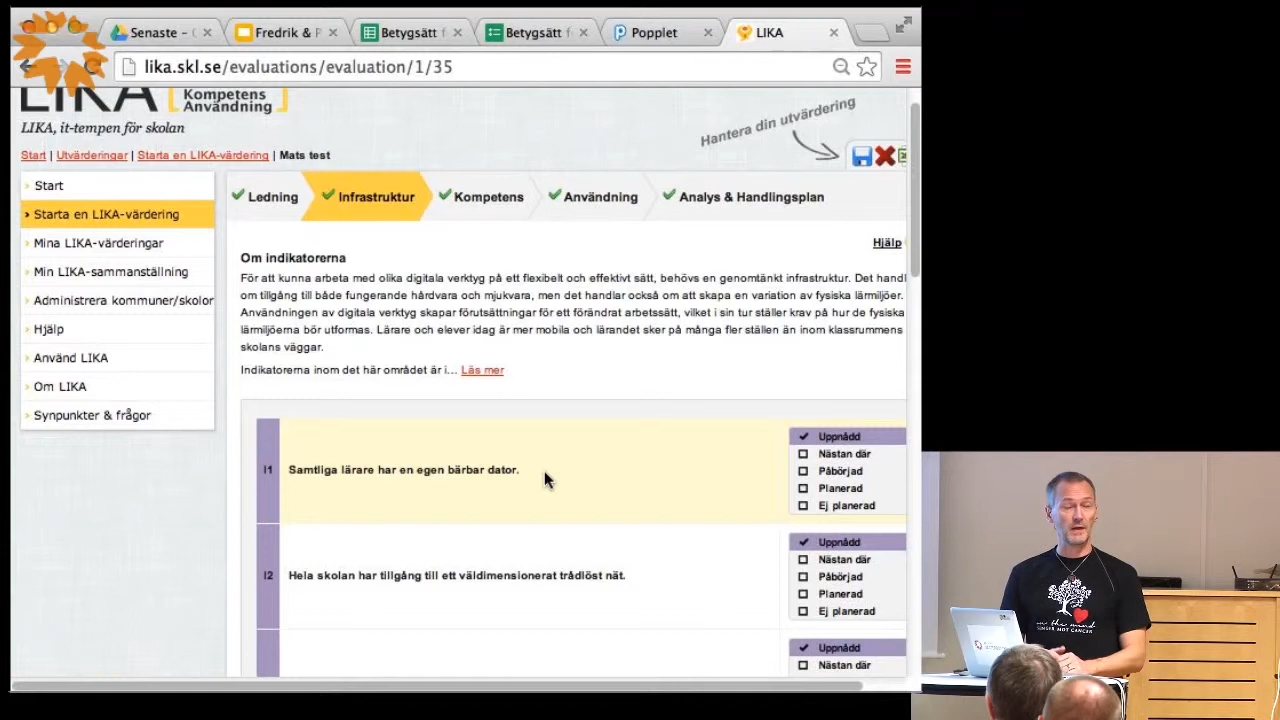 Senaste -
Fredrik &
Betygsätt f
Betygsätt f
Popplet
LIKA
lika.skl.se/evaluations/evaluation/1/35
LIKA
Kompetens
Användning
LIKA, it-tempen för skolan
Hantera din utvärdering
Start | Utvärderingar | Starta en LIKA-värdering | Mats test
Start
Starta en LIKA-värdering
Mina LIKA-värderingar
Min LIKA-sammanställning
Administrera kommuner/skolor
Hjälp
Använd LIKA
Om LIKA
Synpunkter & frågor
Ledning
Infrastruktur
Kompetens
Användning
Analys & Handlingsplan
Hjälp
Om indikatorerna
För att kunna arbeta med olika digitala verktyg på ett flexibelt och effektivt sätt, behövs en genomtänkt infrastruktur. Det handl
om tillgång till både fungerande hårdvara och mjukvara, men det handlar också om att skapa en variation av fysiska lärmiljöer.
Användningen av digitala verktyg skapar förutsättningar för ett förändrat arbetssätt, vilket i sin tur ställer krav på hur de fysiska
lärmiljöerna bör utformas. Lärare och elever idag är mer mobila och lärandet sker på många fler ställen än inom klassrummens
skolans väggar.
Indikatorerna inom det här området är i... Läs mer
I1
Samtliga lärare har en egen bärbar dator.
Uppnådd
Nästan där
Påbörjad
Planerad
Ej planerad
I2
Hela skolan har tillgång till ett väldimensionerat trådlöst nät.
Uppnådd
Nästan där
Påbörjad
Planerad
Ej planerad
Uppnådd
Nästan där